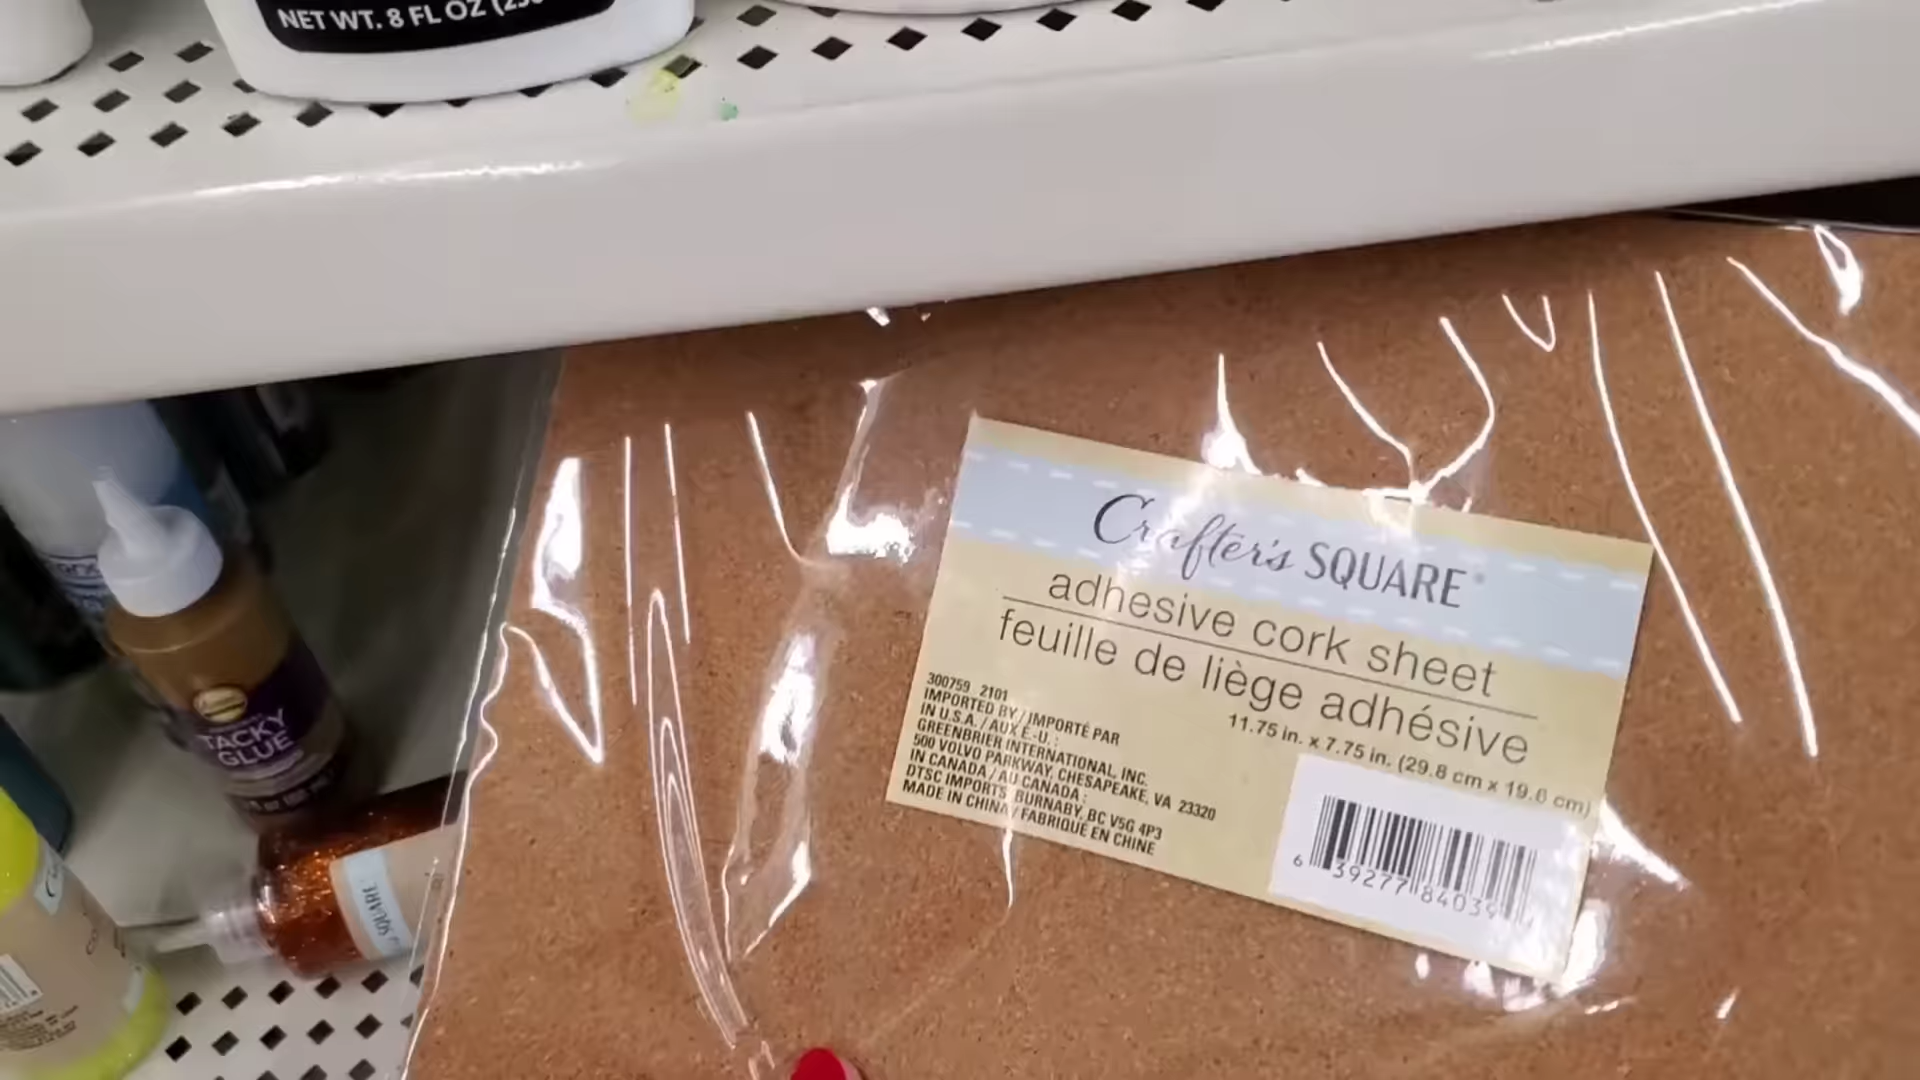 NET WT. 8 FL OZ
Crafter's SQUARE
adhesive cork sheet
feuille de liège adhésive
11.75 in. x 7.75 in. (29.8 cm x 19.6 cm)
300759 2101
IMPORTED BY / IMPORTÉ PAR
IN U.S.A. / AUX É.-U. :
GREENBRIER INTERNATIONAL, INC.
500 VOLVO PARKWAY, CHESAPEAKE, VA 23320
IN CANADA / AU CANADA :
DTSC IMPORTS, BURNABY, BC V5G 4P3
MADE IN CHINA / FABRIQUÉ EN CHINE
6 39277 84039
Aleene's
TACKY
GLUE
SQUARE